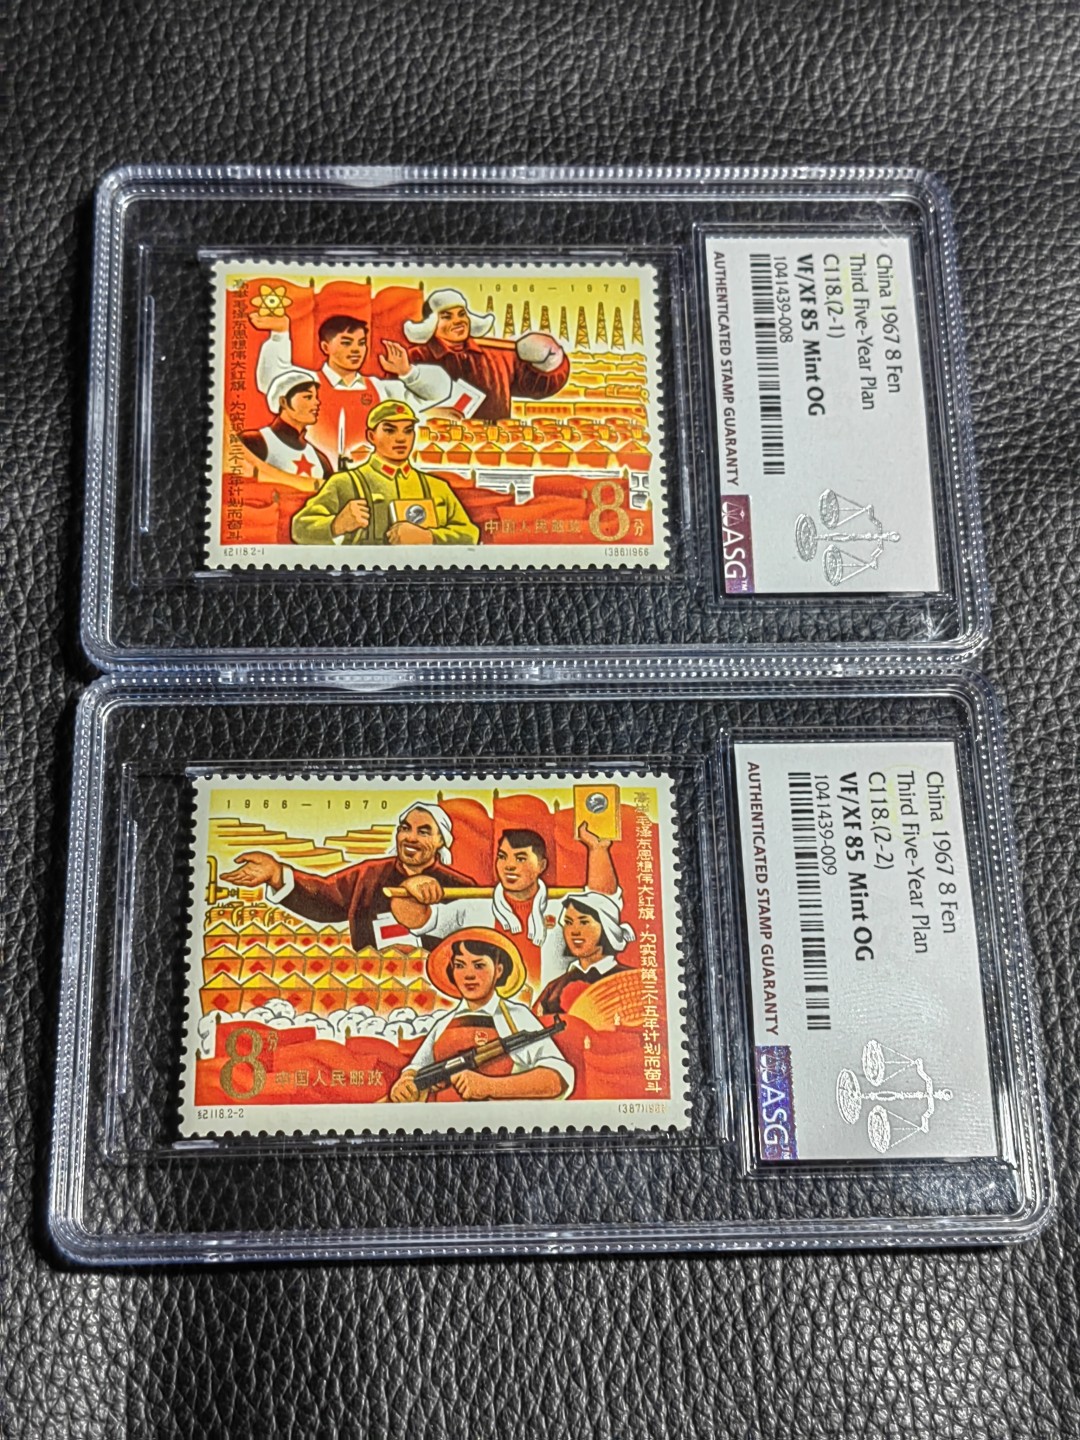 高举毛泽东思想伟大红旗，为实现第三个五年计划而奋斗
1966—1970
中国人民邮政
8分
纪118.2-1
(386)1966
China 1967 8 Fen
Third Five-Year Plan
C118.(2-1)
VF/XF 85 Mint OG
1041439-008
AUTHENTICATED STAMP GUARANTY
ASG™
1966—1970
高举毛泽东思想伟大红旗，为实现第三个五年计划而奋斗
8分
中国人民邮政
纪118.2-2
China 1967 8 Fen
Third Five-Year Plan
C118.(2-2)
VF/XF 85 Mint OG
1041439-009
AUTHENTICATED STAMP GUARANTY
ASG